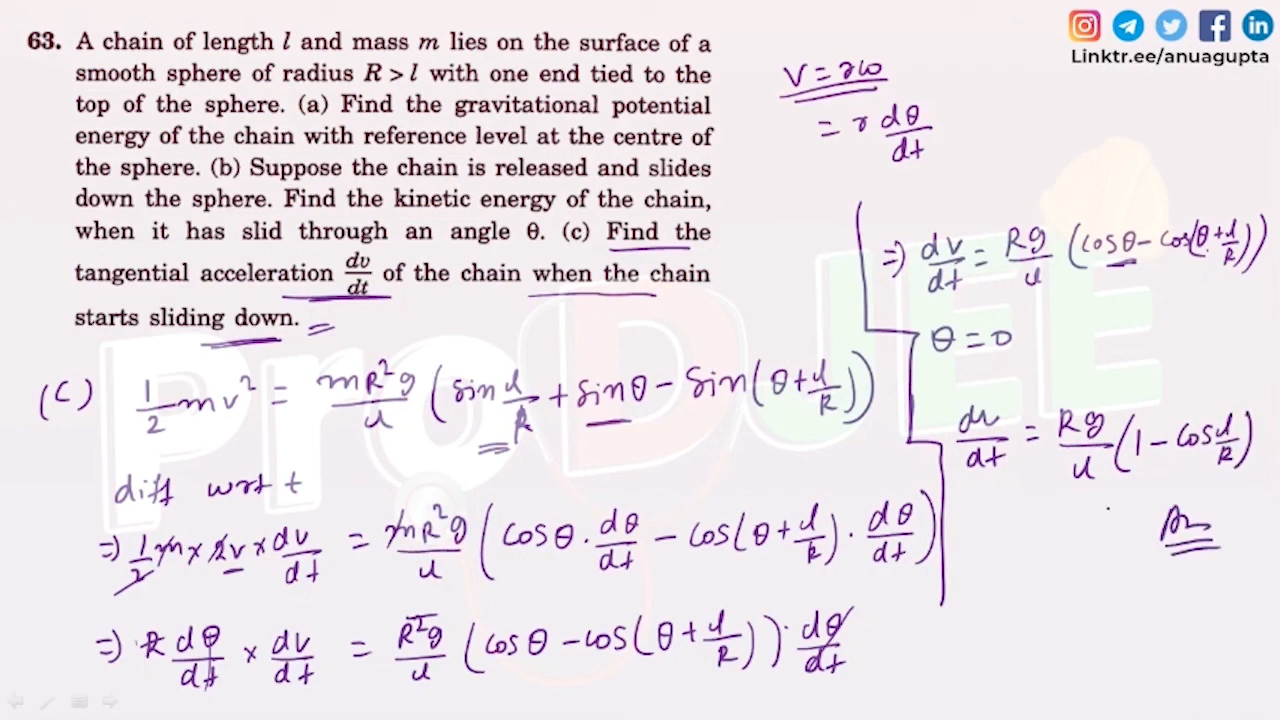 63. A chain of length l and mass m lies on the surface of a
smooth sphere of radius R > l with one end tied to the
top of the sphere. (a) Find the gravitational potential
energy of the chain with reference level at the centre of
the sphere. (b) Suppose the chain is released and slides
down the sphere. Find the kinetic energy of the chain,
when it has slid through an angle θ. (c) Find the
tangential acceleration dv/dt of the chain when the chain
starts sliding down.
Linktr.ee/anuagupta
V = rω
= r dθ/dt
(c) 1/2 mv² = mR²g/l (sin l/R + sinθ - sin(θ + l/R))
diff wrt t
⇒ 1/2 m × 2v × dv/dt = mR²g/l (cosθ · dθ/dt - cos(θ + l/R) · dθ/dt)
⇒ R dθ/dt × dv/dt = R²g/l (cosθ - cos(θ + l/R)) · dθ/dt
⇒ dv/dt = Rg/l (cosθ - cos(θ + l/R))
θ = 0
dv/dt = Rg/l (1 - cos l/R)
Ans
ProDJEE